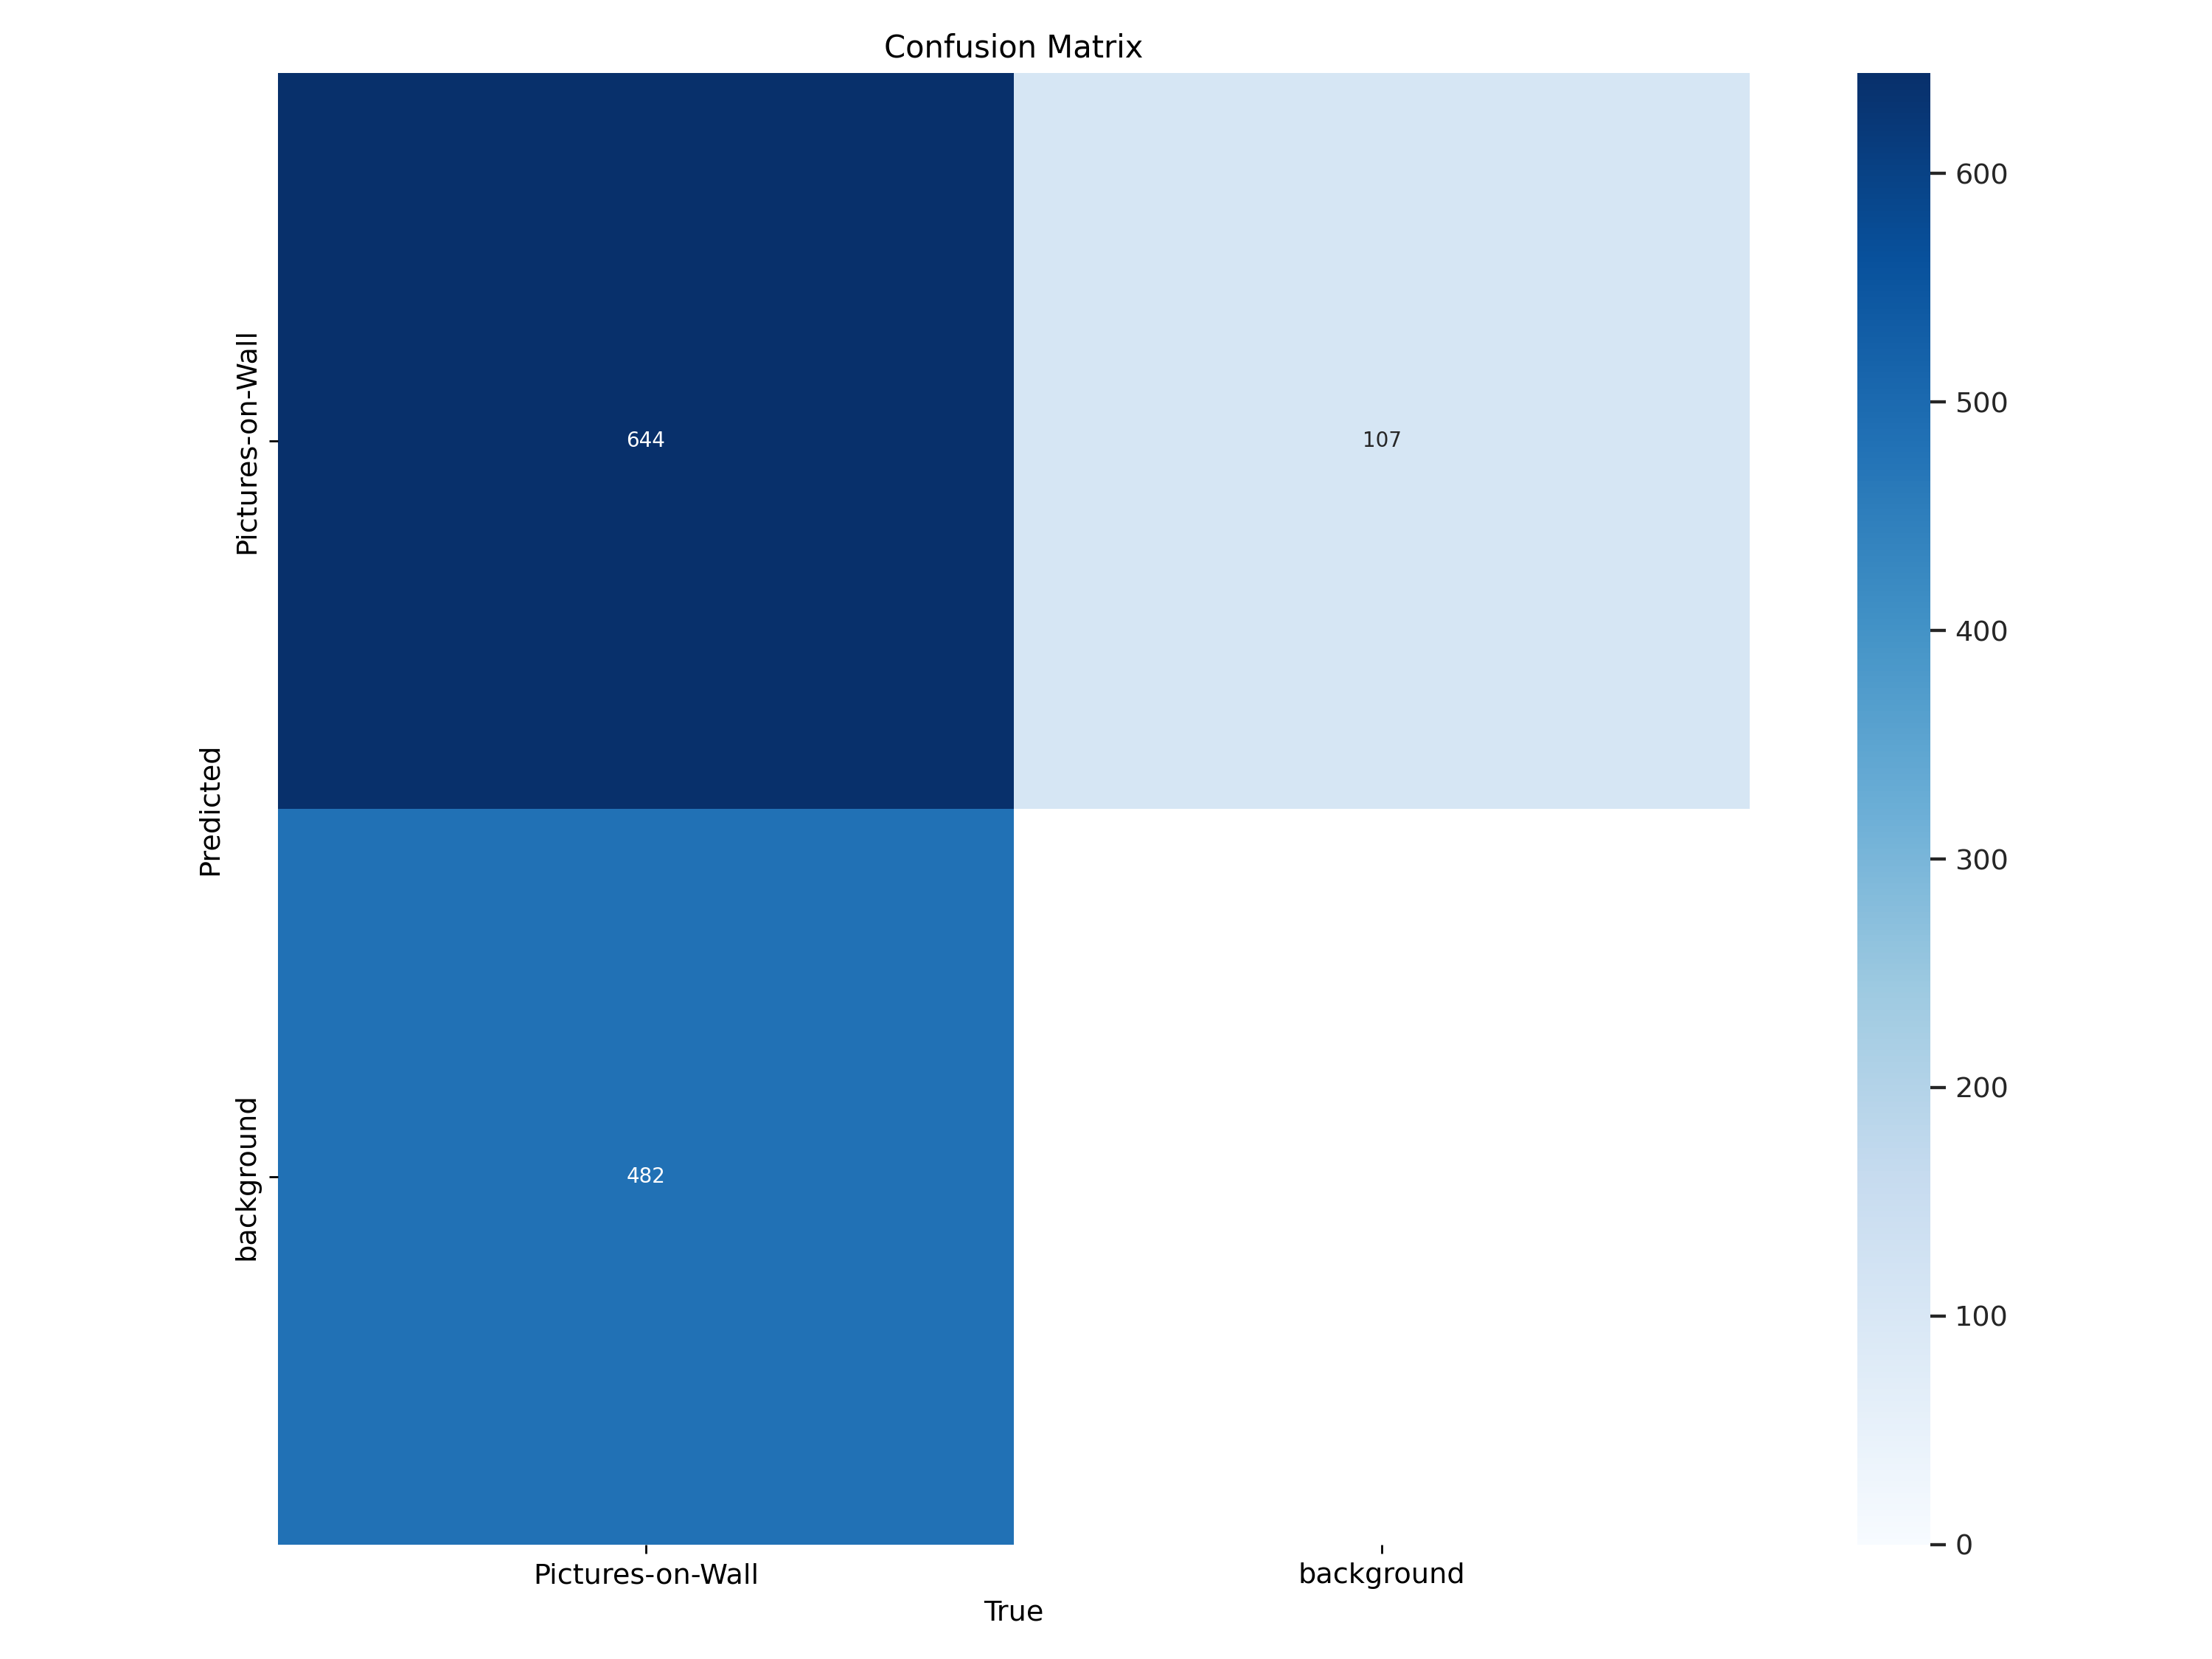 Confusion Matrix
Pictures-on-Wall
644
107
600
500
400
300
200
100
0
Predicted
background
482
Pictures-on-Wall
background
True